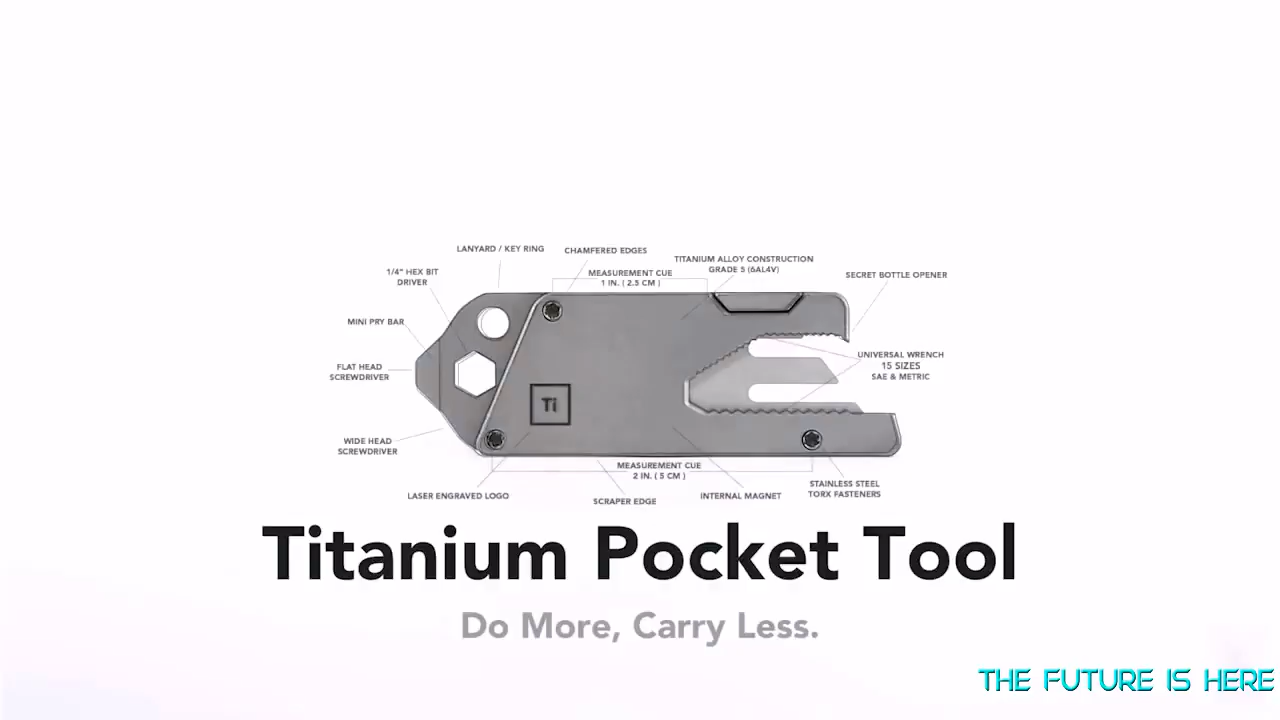 LANYARD / KEY RING
CHAMFERED EDGES
TITANIUM ALLOY CONSTRUCTION
GRADE 5 (6AL4V)
1/4" HEX BIT
DRIVER
MEASUREMENT CUE
1 IN. ( 2.5 CM )
SECRET BOTTLE OPENER
MINI PRY BAR
UNIVERSAL WRENCH
15 SIZES
SAE & METRIC
FLAT HEAD
SCREWDRIVER
Ti
WIDE HEAD
SCREWDRIVER
MEASUREMENT CUE
2 IN. ( 5 CM )
STAINLESS STEEL
TORX FASTENERS
LASER ENGRAVED LOGO
SCRAPER EDGE
INTERNAL MAGNET
Titanium Pocket Tool
Do More, Carry Less.
THE FUTURE IS HERE